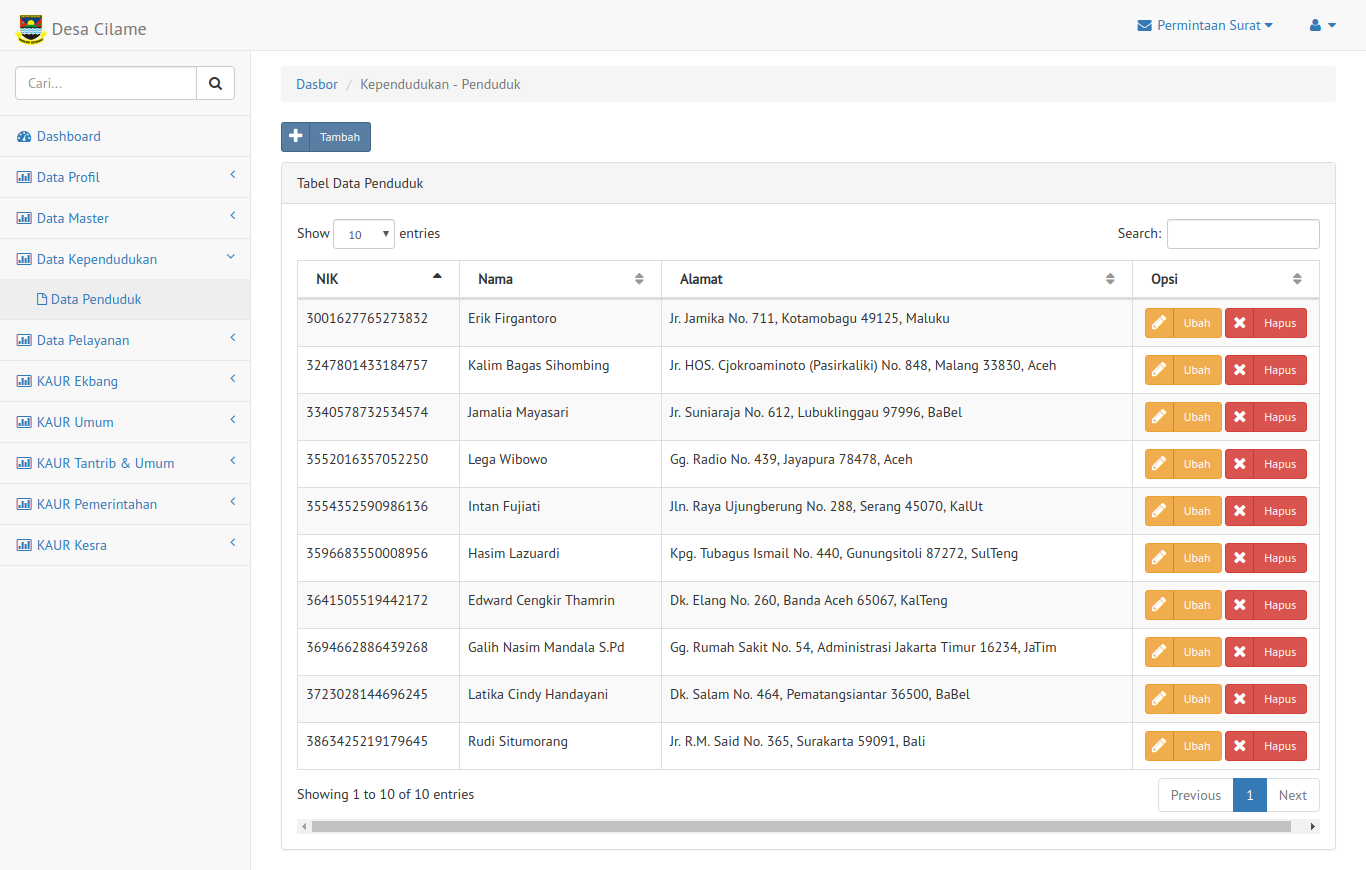 Desa Cilame
Permintaan Surat
Cari...
Dashboard
Data Profil
Data Master
Data Kependudukan
Data Penduduk
Data Pelayanan
KAUR Ekbang
KAUR Umum
KAUR Tantrib & Umum
KAUR Pemerintahan
KAUR Kesra
Dasbor / Kependudukan - Penduduk
Tambah
Tabel Data Penduduk
Show 10 entries Search:
NIK Nama Alamat Opsi
3001627765273832 Erik Firgantoro Jr. Jamika No. 711, Kotamobagu 49125, Maluku Ubah Hapus
3247801433184757 Kalim Bagas Sihombing Jr. HOS. Cjokroaminoto (Pasirkaliki) No. 848, Malang 33830, Aceh Ubah Hapus
3340578732534574 Jamalia Mayasari Jr. Suniaraja No. 612, Lubuklinggau 97996, BaBel Ubah Hapus
3552016357052250 Lega Wibowo Gg. Radio No. 439, Jayapura 78478, Aceh Ubah Hapus
3554352590986136 Intan Fujiati Jln. Raya Ujungberung No. 288, Serang 45070, KalUt Ubah Hapus
3596683550008956 Hasim Lazuardi Kpg. Tubagus Ismail No. 440, Gunungsitoli 87272, SulTeng Ubah Hapus
3641505519442172 Edward Cengkir Thamrin Dk. Elang No. 260, Banda Aceh 65067, KalTeng Ubah Hapus
3694662886439268 Galih Nasim Mandala S.Pd Gg. Rumah Sakit No. 54, Administrasi Jakarta Timur 16234, JaTim Ubah Hapus
3723028144696245 Latika Cindy Handayani Dk. Salam No. 464, Pematangsiantar 36500, BaBel Ubah Hapus
3863425219179645 Rudi Situmorang Jr. R.M. Said No. 365, Surakarta 59091, Bali Ubah Hapus
Showing 1 to 10 of 10 entries Previous 1 Next